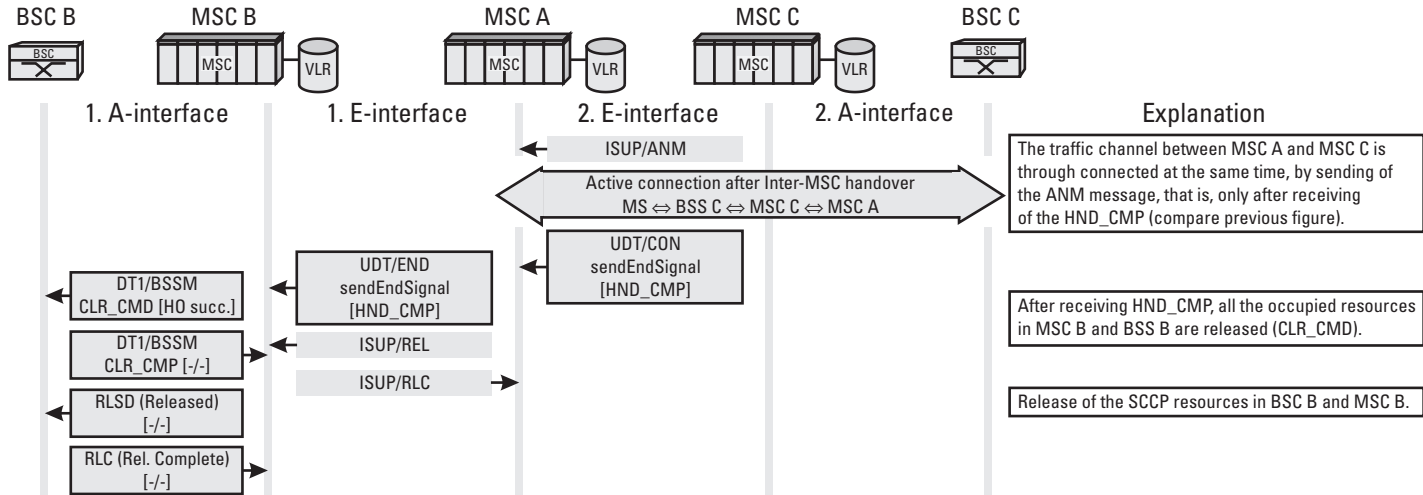 BSC B
MSC B
MSC A
MSC C
BSC C
BSC
MSC
VLR
MSC
VLR
MSC
VLR
BSC
1. A-interface
1. E-interface
2. E-interface
2. A-interface
Explanation
ISUP/ANM
Active connection after Inter-MSC handover
MS ⇔ BSS C ⇔ MSC C ⇔ MSC A
The traffic channel between MSC A and MSC C is
through connected at the same time, by sending of
the ANM message, that is, only after receiving
of the HND_CMP (compare previous figure).
UDT/CON
sendEndSignal
[HND_CMP]
UDT/END
sendEndSignal
[HND_CMP]
DT1/BSSM
CLR_CMD [HO succ.]
After receiving HND_CMP, all the occupied resources
in MSC B and BSS B are released (CLR_CMD).
DT1/BSSM
CLR_CMP [-/-]
ISUP/REL
ISUP/RLC
RLSD (Released)
[-/-]
Release of the SCCP resources in BSC B and MSC B.
RLC (Rel. Complete)
[-/-]